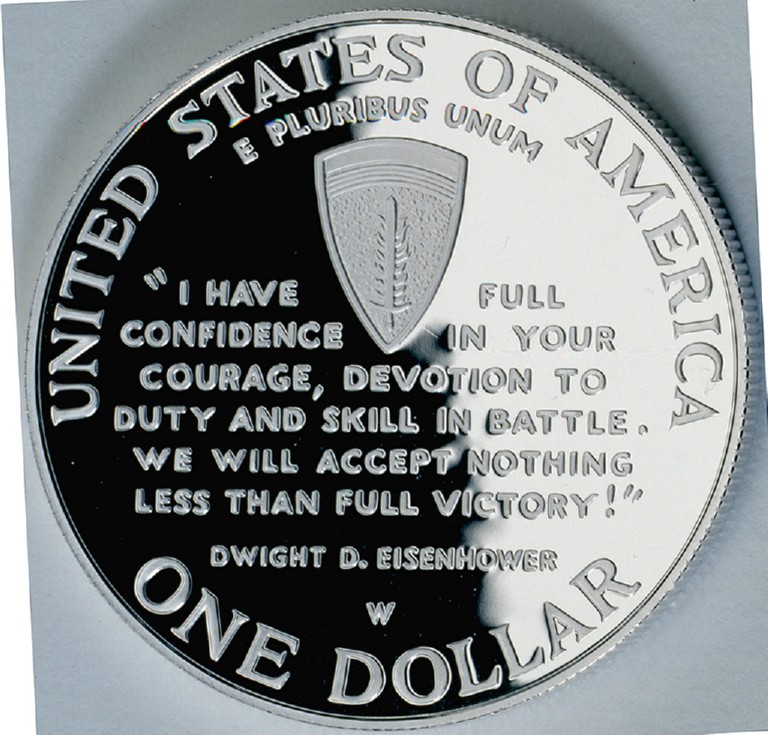 UNITED STATES OF AMERICA
E PLURIBUS UNUM
"I HAVE FULL
CONFIDENCE IN YOUR
COURAGE, DEVOTION TO
DUTY AND SKILL IN BATTLE.
WE WILL ACCEPT NOTHING
LESS THAN FULL VICTORY!"
DWIGHT D. EISENHOWER
W
ONE DOLLAR